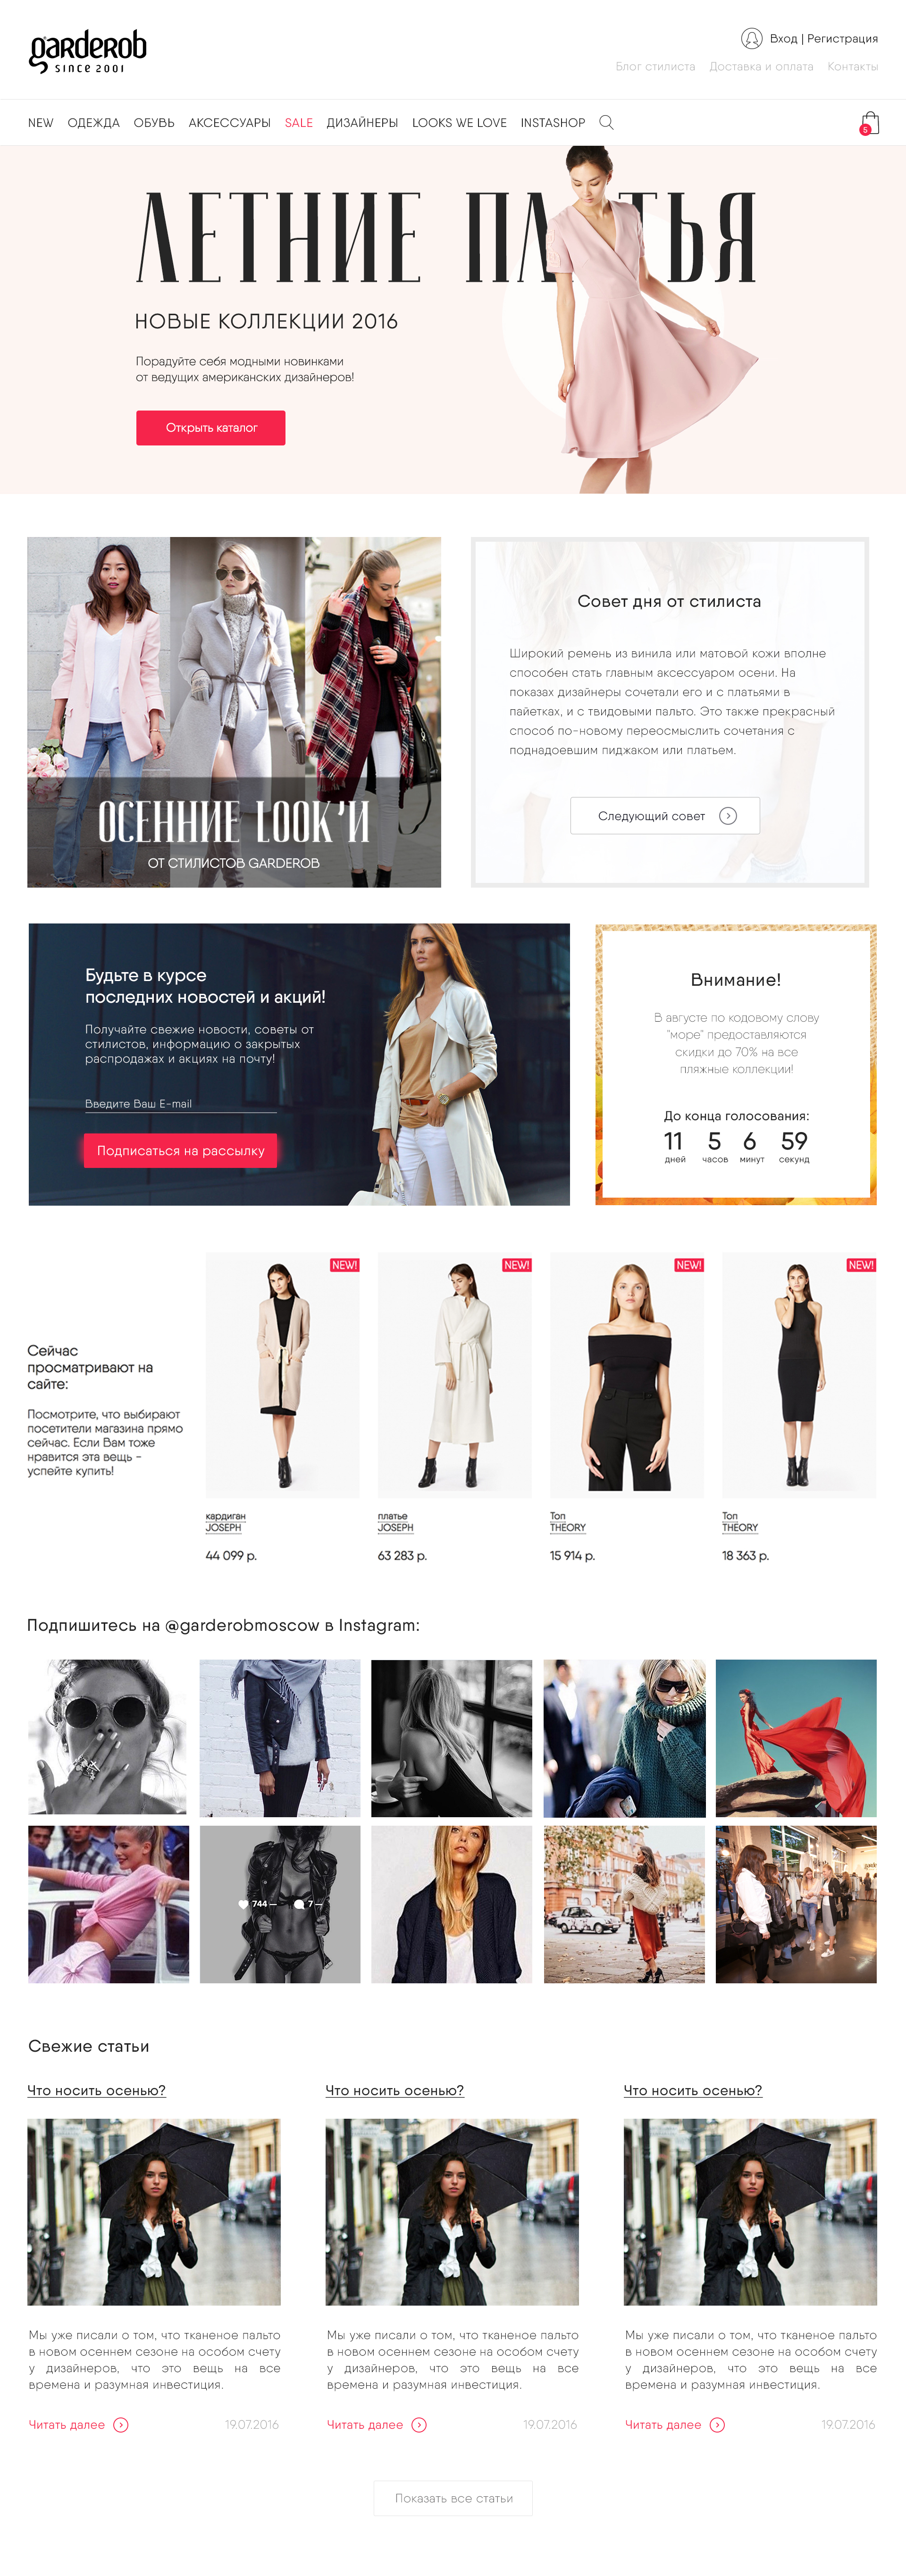 garderob
SINCE 2001
Вход | Регистрация
Блог стилиста Доставка и оплата Контакты
NEW ОДЕЖДА ОБУВЬ АКСЕССУАРЫ SALE ДИЗАЙНЕРЫ LOOKS WE LOVE INSTASHOP
5
ЛЕТНИЕ ПЛАТЬЯ
НОВЫЕ КОЛЛЕКЦИИ 2016
Порадуйте себя модными новинками
от ведущих американских дизайнеров!
Открыть каталог
ОСЕННИЕ LOOK'И
ОТ СТИЛИСТОВ GARDEROB
Совет дня от стилиста
Широкий ремень из винила или матовой кожи вполне
способен стать главным аксессуаром осени. На
показах дизайнеры сочетали его и с платьями в
пайетках, и с твидовыми пальто. Это также прекрасный
способ по-новому переосмыслить сочетания с
поднадоевшим пиджаком или платьем.
Следующий совет
Будьте в курсе
последних новостей и акций!
Получайте свежие новости, советы от
стилистов, информацию о закрытых
распродажах и акциях на почту!
Введите Ваш E-mail
Подписаться на рассылку
Внимание!
В августе по кодовому слову
"море" предоставляются
скидки до 70% на все
пляжные коллекции!
До конца голосования:
11 5 6 59
дней часов минут секунд
Сейчас
просматривают на
сайте:
Посмотрите, что выбирают
посетители магазина прямо
сейчас. Если Вам тоже
нравится эта вещь -
успейте купить!
NEW!
кардиган
JOSEPH
44 099 р.
NEW!
платье
JOSEPH
63 283 р.
NEW!
Топ
THEORY
15 914 р.
NEW!
Топ
THEORY
18 363 р.
Подпишитесь на @garderobmoscow в Instagram:
744 — 7 —
Свежие статьи
Что носить осенью?
Мы уже писали о том, что тканеное пальто
в новом осеннем сезоне на особом счету
у дизайнеров, что это вещь на все
времена и разумная инвестиция.
Читать далее 19.07.2016
Что носить осенью?
Мы уже писали о том, что тканеное пальто
в новом осеннем сезоне на особом счету
у дизайнеров, что это вещь на все
времена и разумная инвестиция.
Читать далее 19.07.2016
Что носить осенью?
Мы уже писали о том, что тканеное пальто
в новом осеннем сезоне на особом счету
у дизайнеров, что это вещь на все
времена и разумная инвестиция.
Читать далее 19.07.2016
Показать все статьи